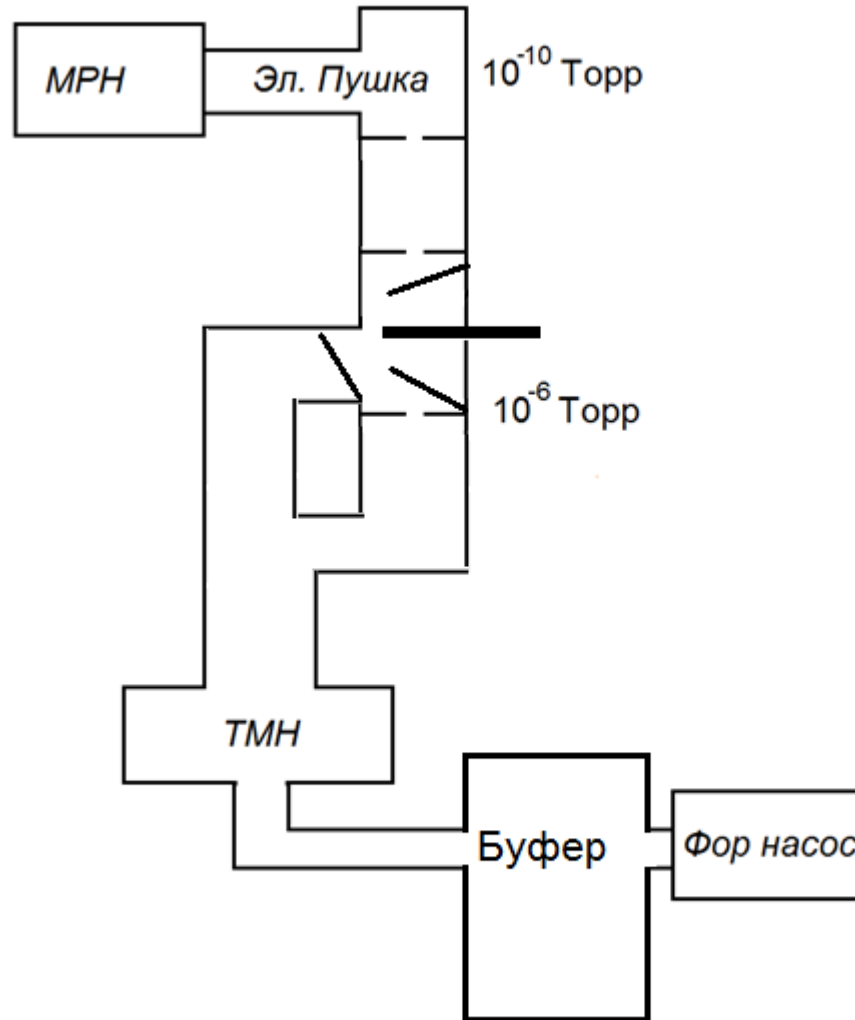 МРН
Эл. Пушка
10⁻¹⁰ Торр
10⁻⁶ Торр
ТМН
Буфер
Фор насос